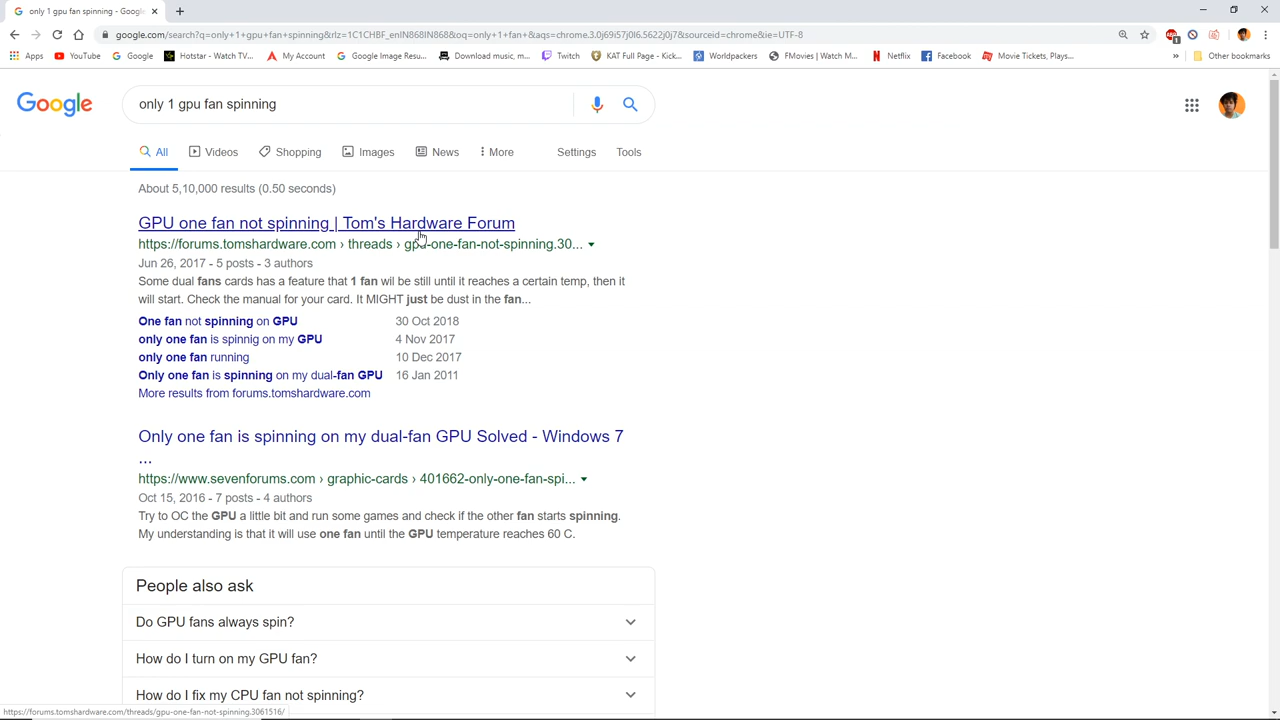 only 1 gpu fan spinning - Google
google.com/search?q=only+1+gpu+fan+spinning&rlz=1C1CHBF_enIN868IN868&oq=only+1+fan+&aqs=chrome.3.0j69i57j0l6.5622j0j7&sourceid=chrome&ie=UTF-8
Apps YouTube Google Hotstar - Watch TV... My Account Google Image Resu... Download music, m... Twitch KAT Full Page - Kick... Worldpackers FMovies | Watch M... Netflix Facebook Movie Tickets, Plays... » Other bookmarks
Google
only 1 gpu fan spinning
All Videos Shopping Images News More Settings Tools
About 5,10,000 results (0.50 seconds)
GPU one fan not spinning | Tom's Hardware Forum
https://forums.tomshardware.com › threads › gpu-one-fan-not-spinning.30...
Jun 26, 2017 - 5 posts - 3 authors
Some dual fans cards has a feature that 1 fan wil be still until it reaches a certain temp, then it
will start. Check the manual for your card. It MIGHT just be dust in the fan...
One fan not spinning on GPU 30 Oct 2018
only one fan is spinnig on my GPU 4 Nov 2017
only one fan running 10 Dec 2017
Only one fan is spinning on my dual-fan GPU 16 Jan 2011
More results from forums.tomshardware.com
Only one fan is spinning on my dual-fan GPU Solved - Windows 7
...
https://www.sevenforums.com › graphic-cards › 401662-only-one-fan-spi...
Oct 15, 2016 - 7 posts - 4 authors
Try to OC the GPU a little bit and run some games and check if the other fan starts spinning.
My understanding is that it will use one fan until the GPU temperature reaches 60 C.
People also ask
Do GPU fans always spin?
How do I turn on my GPU fan?
How do I fix my CPU fan not spinning?
https://forums.tomshardware.com/threads/gpu-one-fan-not-spinning.3061516/